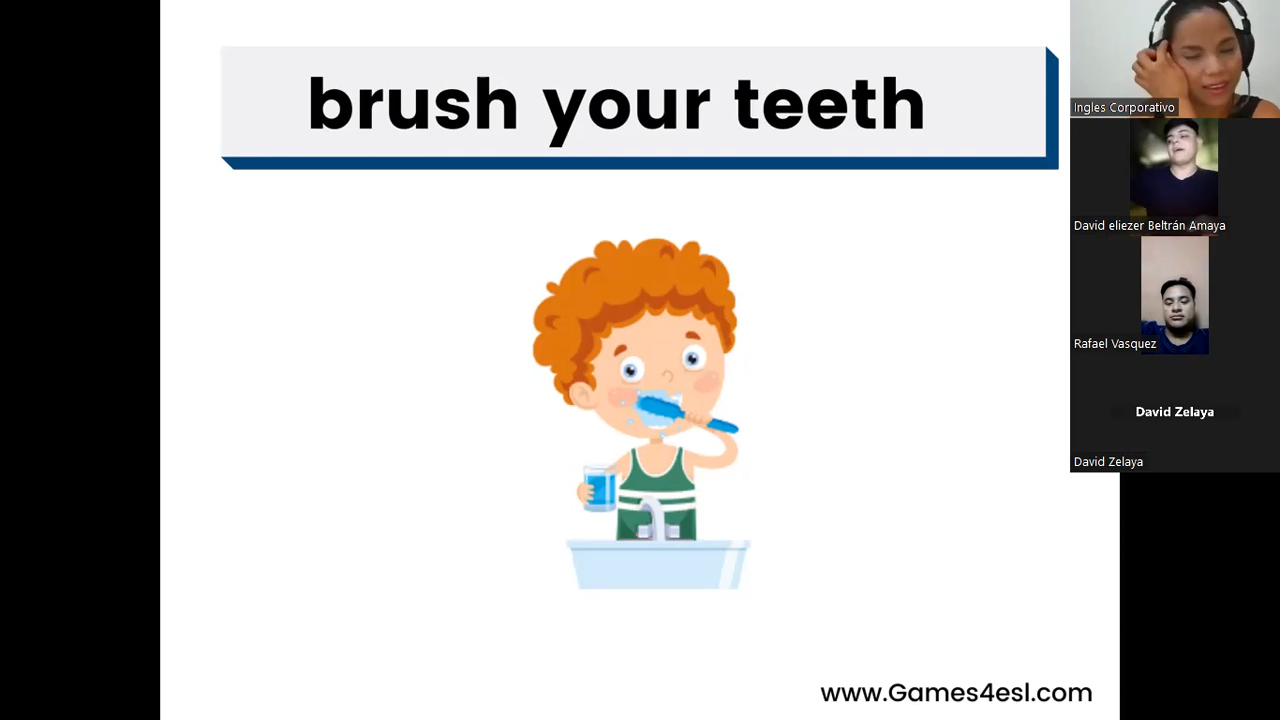 brush your teeth
www.Games4esl.com
Ingles Corporativo
David eliezer Beltrán Amaya
Rafael Vasquez
David Zelaya
David Zelaya